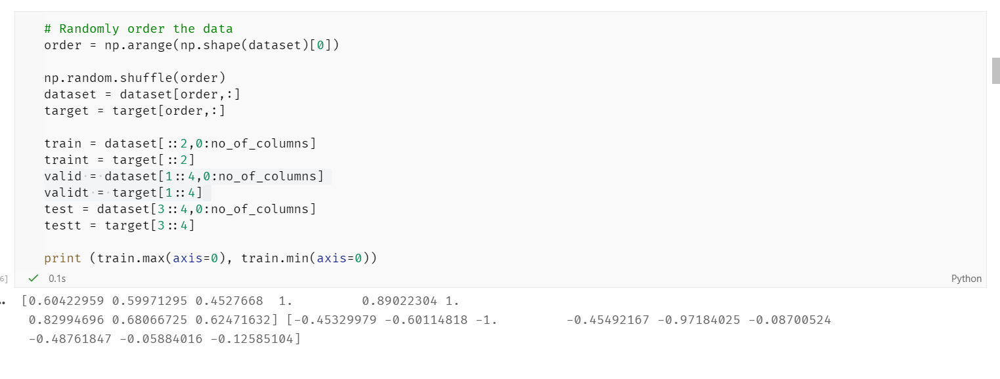 # Randomly order the data
order = np.arange(np.shape(dataset)[0])
np.random.shuffle(order)
dataset = dataset[order,:]
target = target[order,:]
train = dataset[::2,0:no_of_columns]
traint = target[::2]
valid = dataset[1::4,0:no_of_columns]
validt = target[1::4]
test = dataset[3::4,0:no_of_columns]
testt = target[3::4]
print (train.max(axis=0), train.min(axis=0))
6] ✓ 0.1s Python
[0.60422959 0.59971295 0.4527668  1.         0.89022304 1.
0.82994696 0.68066725 0.62471632] [-0.45329979 -0.60114818 -1.         -0.45492167 -0.97184025 -0.08700524
-0.48761847 -0.05884016 -0.12585104]